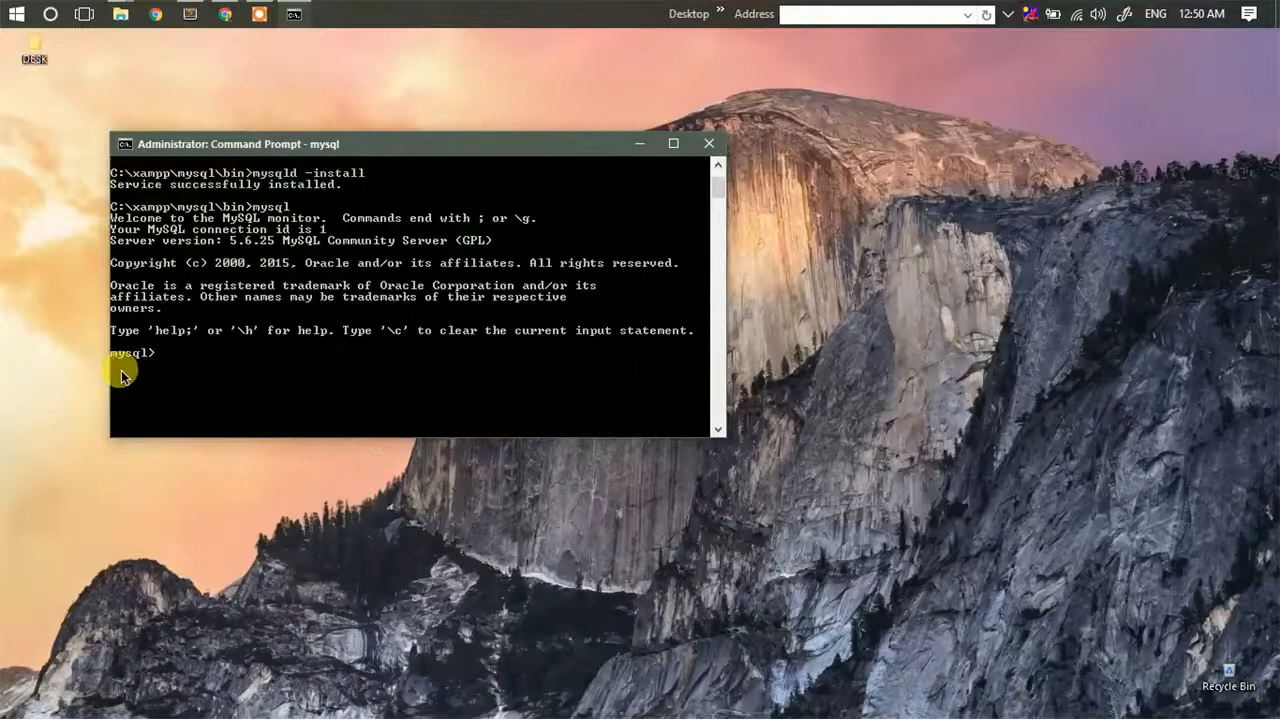 Desktop
Address
ENG
12:50 AM
DESK
Administrator: Command Prompt - mysql
C:\xampp\mysql\bin>mysqld -install
Service successfully installed.
C:\xampp\mysql\bin>mysql
Welcome to the MySQL monitor.  Commands end with ; or \g.
Your MySQL connection id is 1
Server version: 5.6.25 MySQL Community Server (GPL)
Copyright (c) 2000, 2015, Oracle and/or its affiliates. All rights reserved.
Oracle is a registered trademark of Oracle Corporation and/or its
affiliates. Other names may be trademarks of their respective
owners.
Type 'help;' or '\h' for help. Type '\c' to clear the current input statement.
mysql>
Recycle Bin